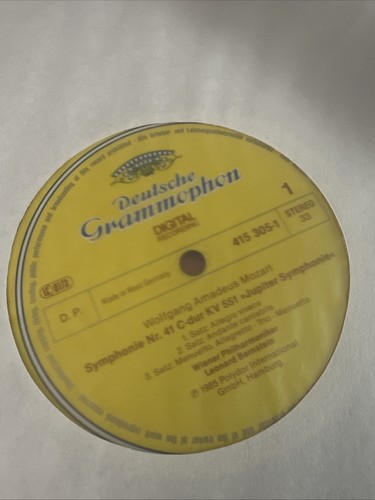 Deutsche
Grammophon
DIGITAL
RECORDING
1
415 305-1
STEREO
33
Made in West Germany
D. P.
Wolfgang Amadeus Mozart
Symphonie Nr. 41 C-dur KV 551 »Jupiter Symphonie«
1. Satz: Allegro vivace
2. Satz: Andante cantabile
3. Satz: Menuetto. Allegretto; Trio. Menuetto
Wiener Philharmoniker
Leonard Bernstein
℗ 1985 Polydor International
GmbH, Hamburg